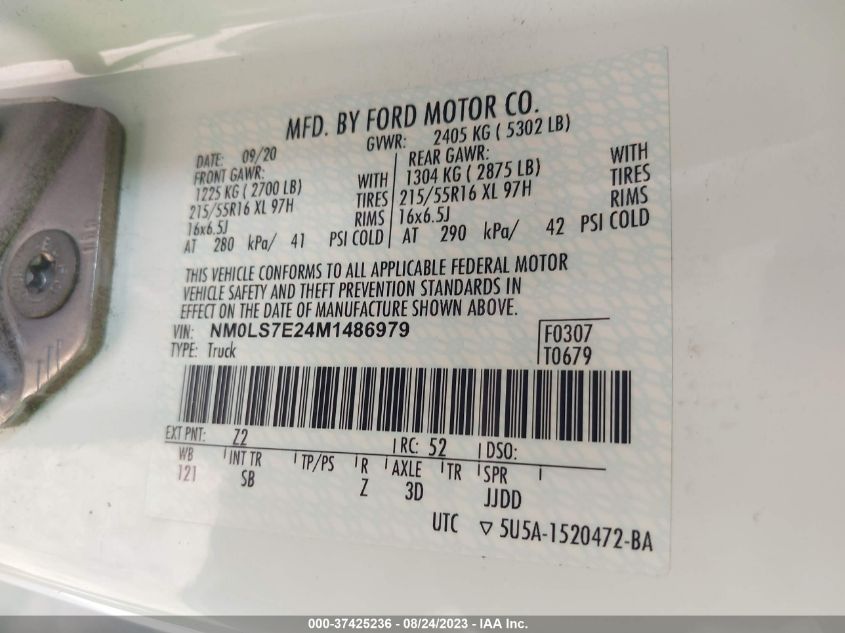 MFD. BY FORD MOTOR CO.
DATE: 09/20 GVWR: 2405 KG ( 5302 LB)
FRONT GAWR: REAR GAWR:
1225 KG ( 2700 LB) WITH 1304 KG ( 2875 LB) WITH
215/55R16 XL 97H TIRES 215/55R16 XL 97H TIRES
16x6.5J RIMS 16x6.5J RIMS
AT 280 kPa/ 41 PSI COLD AT 290 kPa/ 42 PSI COLD
THIS VEHICLE CONFORMS TO ALL APPLICABLE FEDERAL MOTOR
VEHICLE SAFETY AND THEFT PREVENTION STANDARDS IN
EFFECT ON THE DATE OF MANUFACTURE SHOWN ABOVE.
VIN: NM0LS7E24M1486979 F0307
TYPE: Truck T0679
EXT PNT: Z2 RC: 52 DSO:
WB INT TR TP/PS R AXLE TR SPR
121 SB Z 3D JJDD
UTC ▽ 5U5A-1520472-BA
000-37425236 - 08/24/2023 - IAA Inc.